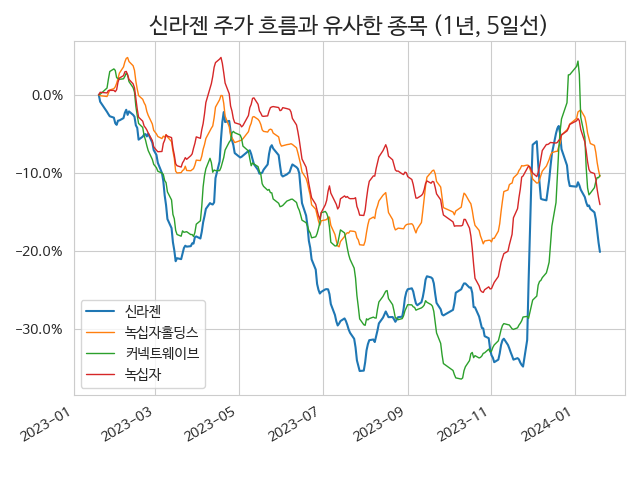 신라젠 주가 흐름과 유사한 종목 (1년, 5일선)
0.0%
−10.0%
−20.0%
−30.0%
신라젠
녹십자홀딩스
커넥트웨이브
녹십자
2023-01
2023-03
2023-05
2023-07
2023-09
2023-11
2024-01